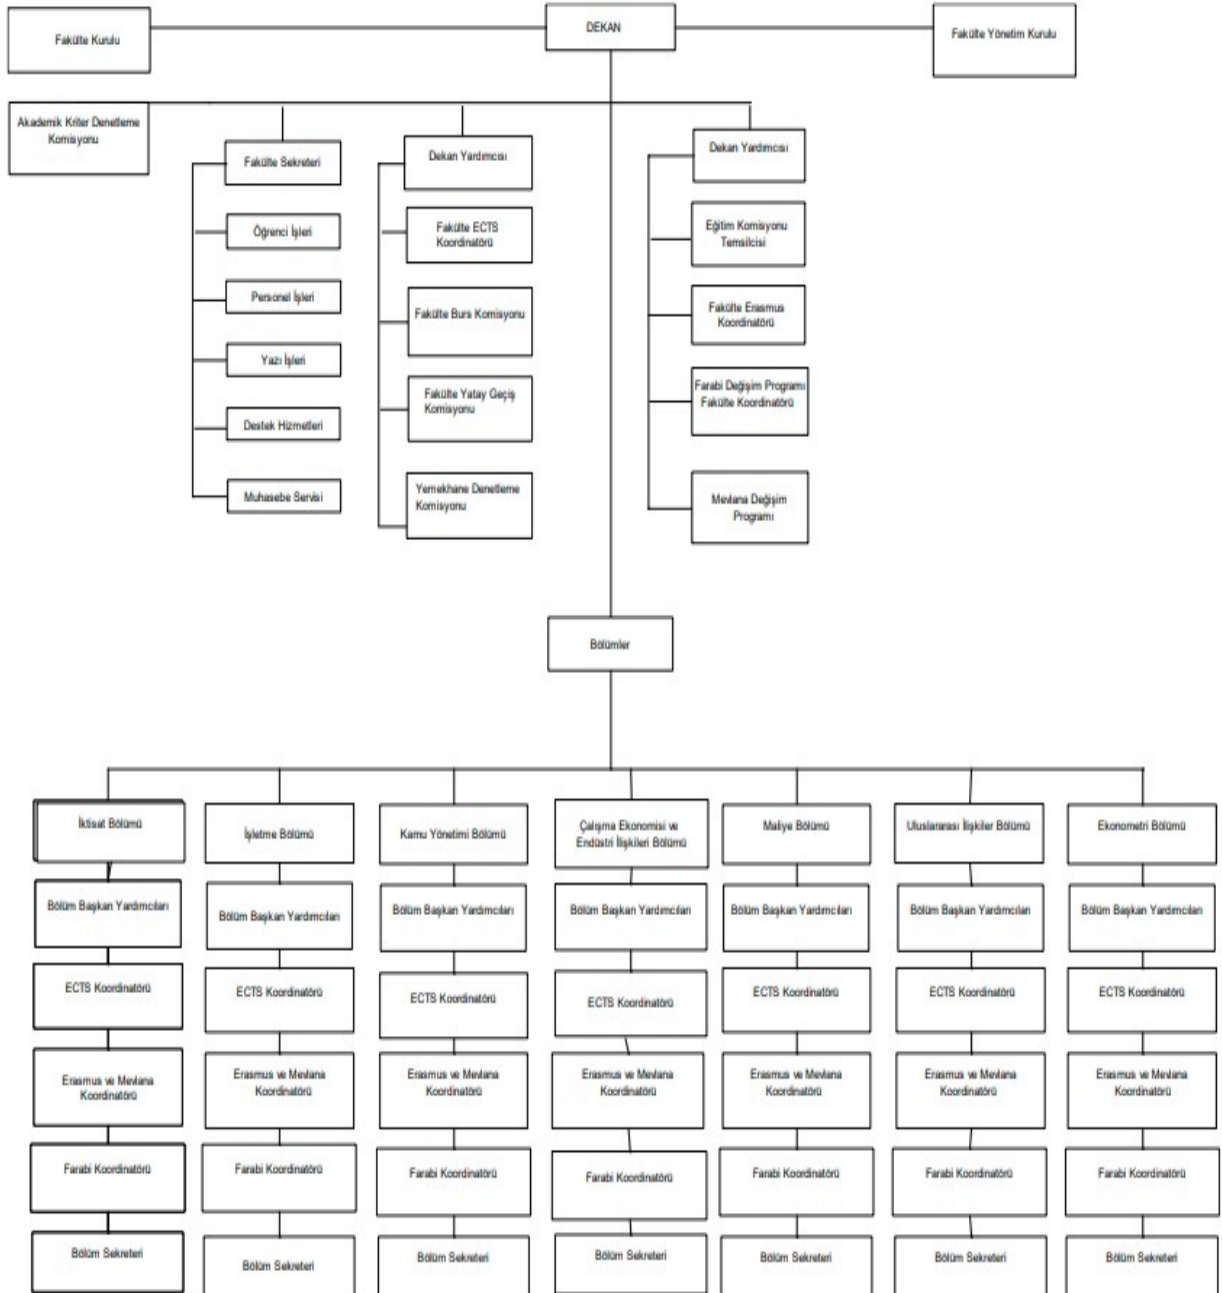 Fakülte Kurulu
DEKAN
Fakülte Yönetim Kurulu
Akademik Kriter Denetleme
Komisyonu
Fakülte Sekreteri
Öğrenci İşleri
Personel İşleri
Yazı İşleri
Destek Hizmetleri
Muhasebe Servisi
Dekan Yardımcısı
Fakülte ECTS
Koordinatörü
Fakülte Burs Komisyonu
Fakülte Yatay Geçiş
Komisyonu
Yemekhane Denetleme
Komisyonu
Dekan Yardımcısı
Eğitim Komisyonu
Temsilcisi
Fakülte Erasmus
Koordinatörü
Farabi Değişim Programı
Fakülte Koordinatörü
Mevlana Değişim
Programı
Bölümler
İktisat Bölümü
Bölüm Başkan Yardımcıları
ECTS Koordinatörü
Erasmus ve Mevlana
Koordinatörü
Farabi Koordinatörü
Bölüm Sekreteri
İşletme Bölümü
Bölüm Başkan Yardımcıları
ECTS Koordinatörü
Erasmus ve Mevlana
Koordinatörü
Farabi Koordinatörü
Bölüm Sekreteri
Kamu Yönetimi Bölümü
Bölüm Başkan Yardımcıları
ECTS Koordinatörü
Erasmus ve Mevlana
Koordinatörü
Farabi Koordinatörü
Bölüm Sekreteri
Çalışma Ekonomisi ve
Endüstri İlişkileri Bölümü
Bölüm Başkan Yardımcıları
ECTS Koordinatörü
Erasmus ve Mevlana
Koordinatörü
Farabi Koordinatörü
Bölüm Sekreteri
Maliye Bölümü
Bölüm Başkan Yardımcıları
ECTS Koordinatörü
Erasmus ve Mevlana
Koordinatörü
Farabi Koordinatörü
Bölüm Sekreteri
Uluslararası İlişkiler Bölümü
Bölüm Başkan Yardımcıları
ECTS Koordinatörü
Erasmus ve Mevlana
Koordinatörü
Farabi Koordinatörü
Bölüm Sekreteri
Ekonometri Bölümü
Bölüm Başkan Yardımcıları
ECTS Koordinatörü
Erasmus ve Mevlana
Koordinatörü
Farabi Koordinatörü
Bölüm Sekreteri